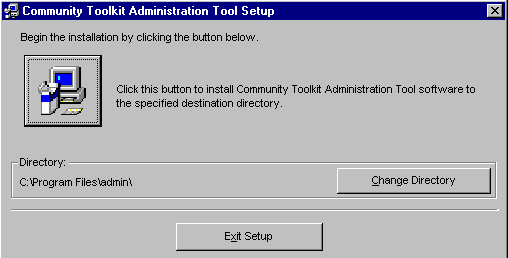 Community Toolkit Administration Tool Setup
Begin the installation by clicking the button below.
Click this button to install Community Toolkit Administration Tool software to
the specified destination directory.
Directory:
C:\Program Files\admin\
Change Directory
Exit Setup